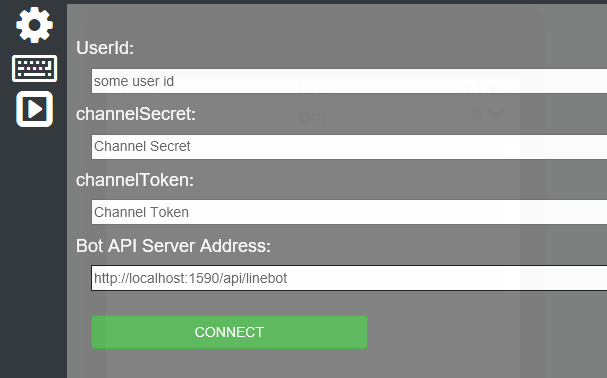 UserId:
some user id
channelSecret:
Channel Secret
channelToken:
Channel Token
Bot API Server Address:
http://localhost:1590/api/linebot
CONNECT